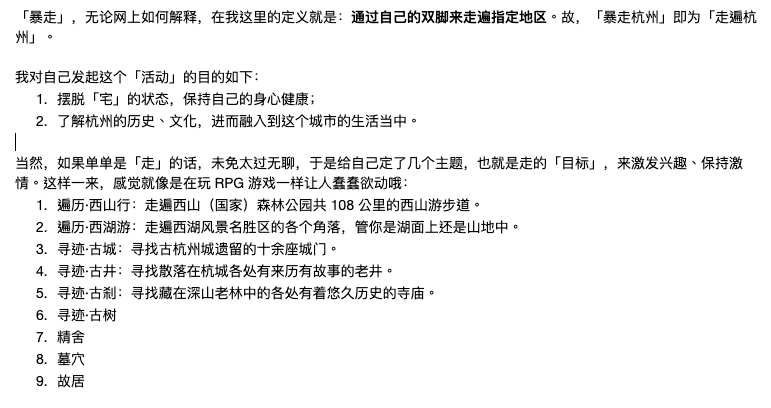 「暴走」，无论网上如何解释，在我这里的定义就是：通过自己的双脚来走遍指定地区。故，「暴走杭州」即为「走遍杭
州」。
我对自己发起这个「活动」的目的如下：
1. 摆脱「宅」的状态，保持自己的身心健康；
2. 了解杭州的历史、文化，进而融入到这个城市的生活当中。
当然，如果单单是「走」的话，未免太过无聊，于是给自己定了几个主题，也就是走的「目标」，来激发兴趣、保持激
情。这样一来，感觉就像是在玩 RPG 游戏一样让人蠢蠢欲动哦：
1. 遍历·西山行：走遍西山（国家）森林公园共 108 公里的西山游步道。
2. 遍历·西湖游：走遍西湖风景名胜区的各个角落，管你是湖面上还是山地中。
3. 寻迹·古城：寻找古杭州城遗留的十余座城门。
4. 寻迹·古井：寻找散落在杭城各处有来历有故事的老井。
5. 寻迹·古刹：寻找藏在深山老林中的各处有着悠久历史的寺庙。
6. 寻迹·古树
7. 精舍
8. 墓穴
9. 故居